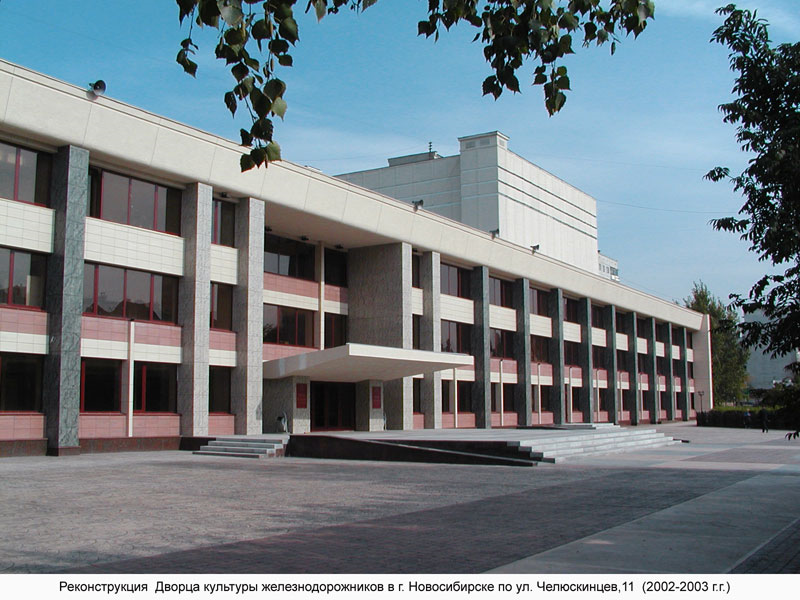 Реконструкция Дворца культуры железнодорожников в г. Новосибирске по ул. Челюскинцев,11 (2002-2003 г.г.)